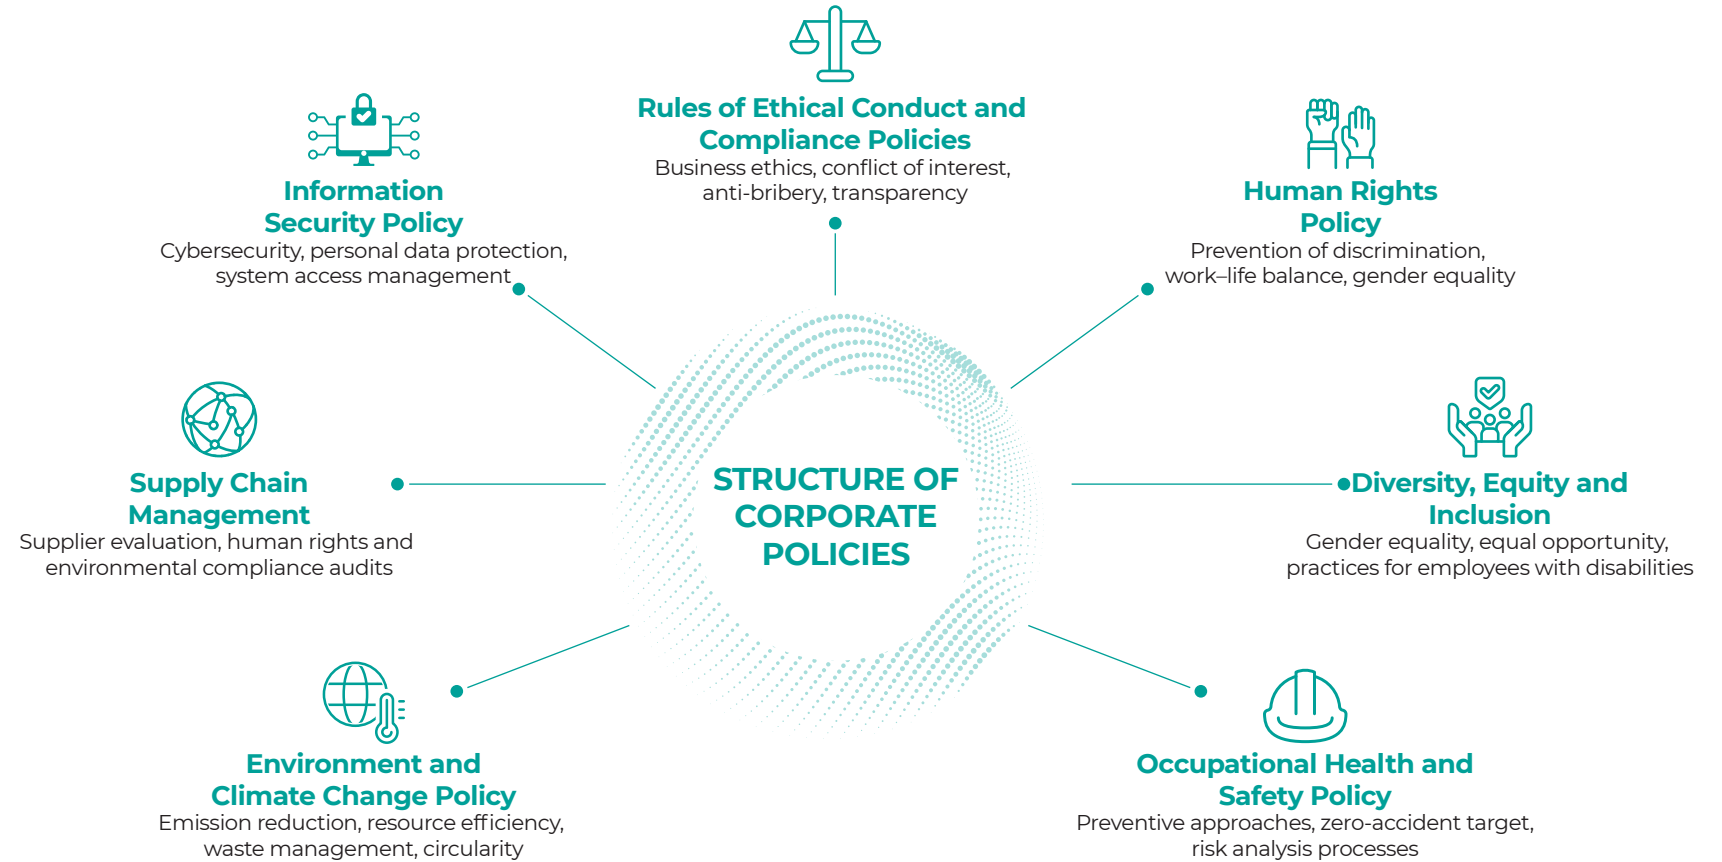 Rules of Ethical Conduct and
Compliance Policies
Business ethics, conflict of interest,
anti-bribery, transparency
Information
Security Policy
Cybersecurity, personal data protection,
system access management
Human Rights
Policy
Prevention of discrimination,
work–life balance, gender equality
Supply Chain
Management
Supplier evaluation, human rights and
environmental compliance audits
STRUCTURE OF
CORPORATE
POLICIES
Diversity, Equity and
Inclusion
Gender equality, equal opportunity,
practices for employees with disabilities
Environment and
Climate Change Policy
Emission reduction, resource efficiency,
waste management, circularity
Occupational Health and
Safety Policy
Preventive approaches, zero-accident target,
risk analysis processes